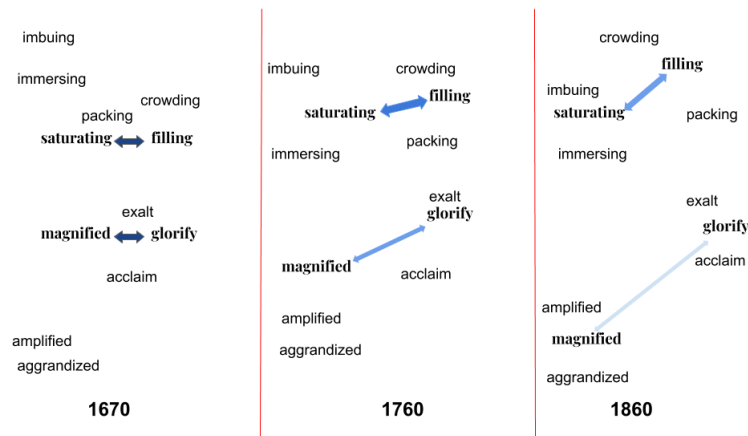 imbuing
immersing
crowding
packing
saturating filling
exalt
magnified glorify
acclaim
amplified
aggrandized
1670
imbuing crowding
filling
saturating
packing
immersing
exalt
glorify
magnified
acclaim
amplified
aggrandized
1760
crowding
filling
imbuing
saturating packing
immersing
exalt
glorify
acclaim
amplified
magnified
aggrandized
1860